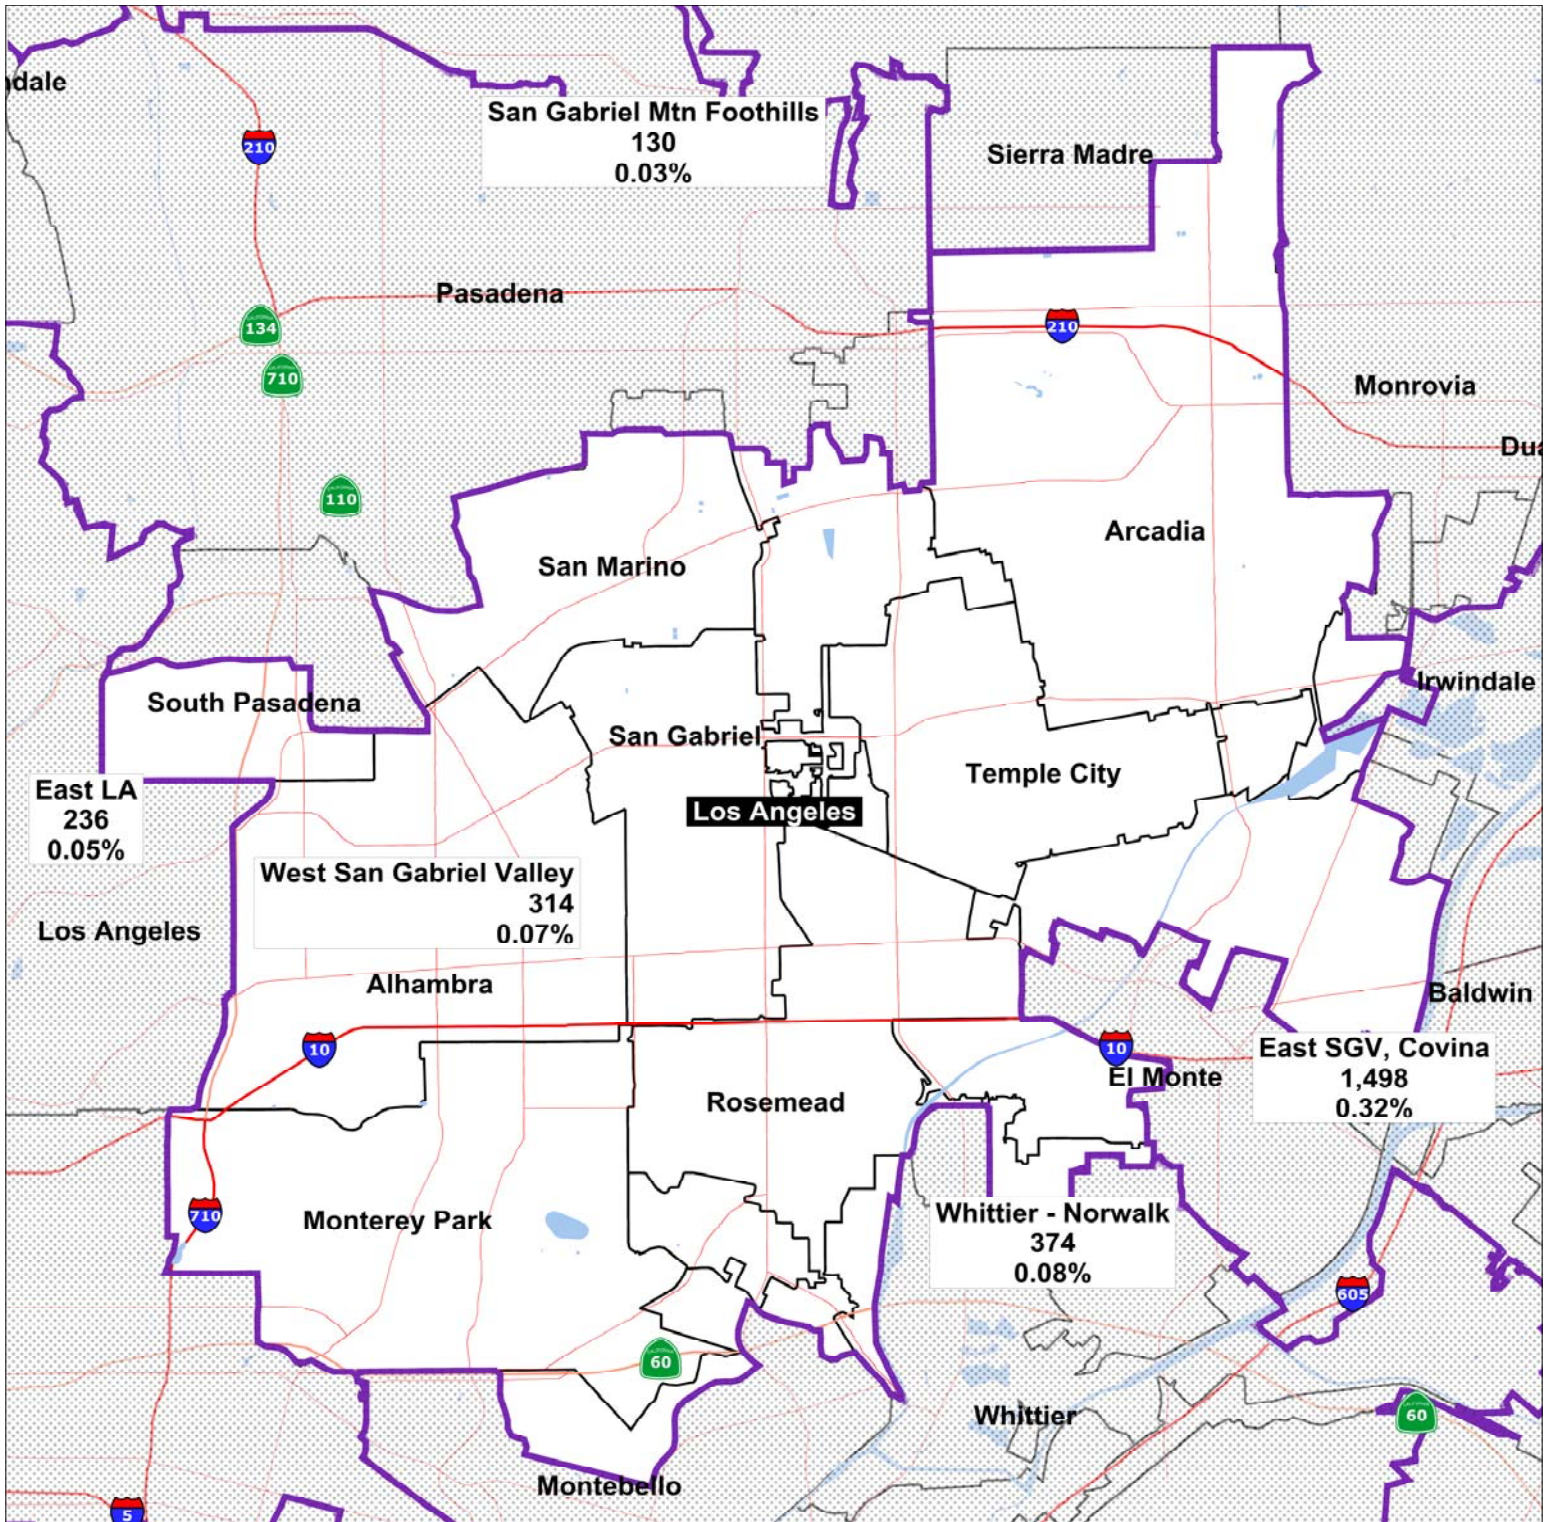 ndale
San Gabriel Mtn Foothills
130
0.03%
210
Sierra Madre
Pasadena
134
210
710
Monrovia
Dua
110
Arcadia
San Marino
Irwindale
South Pasadena
San Gabriel
Temple City
East LA
236
0.05%
Los Angeles
West San Gabriel Valley
314
0.07%
Los Angeles
Alhambra
Baldwin
10
10
East SGV, Covina
1,498
0.32%
El Monte
Rosemead
710
Monterey Park
Whittier - Norwalk
374
0.08%
605
60
Whittier
60
Montebello
5